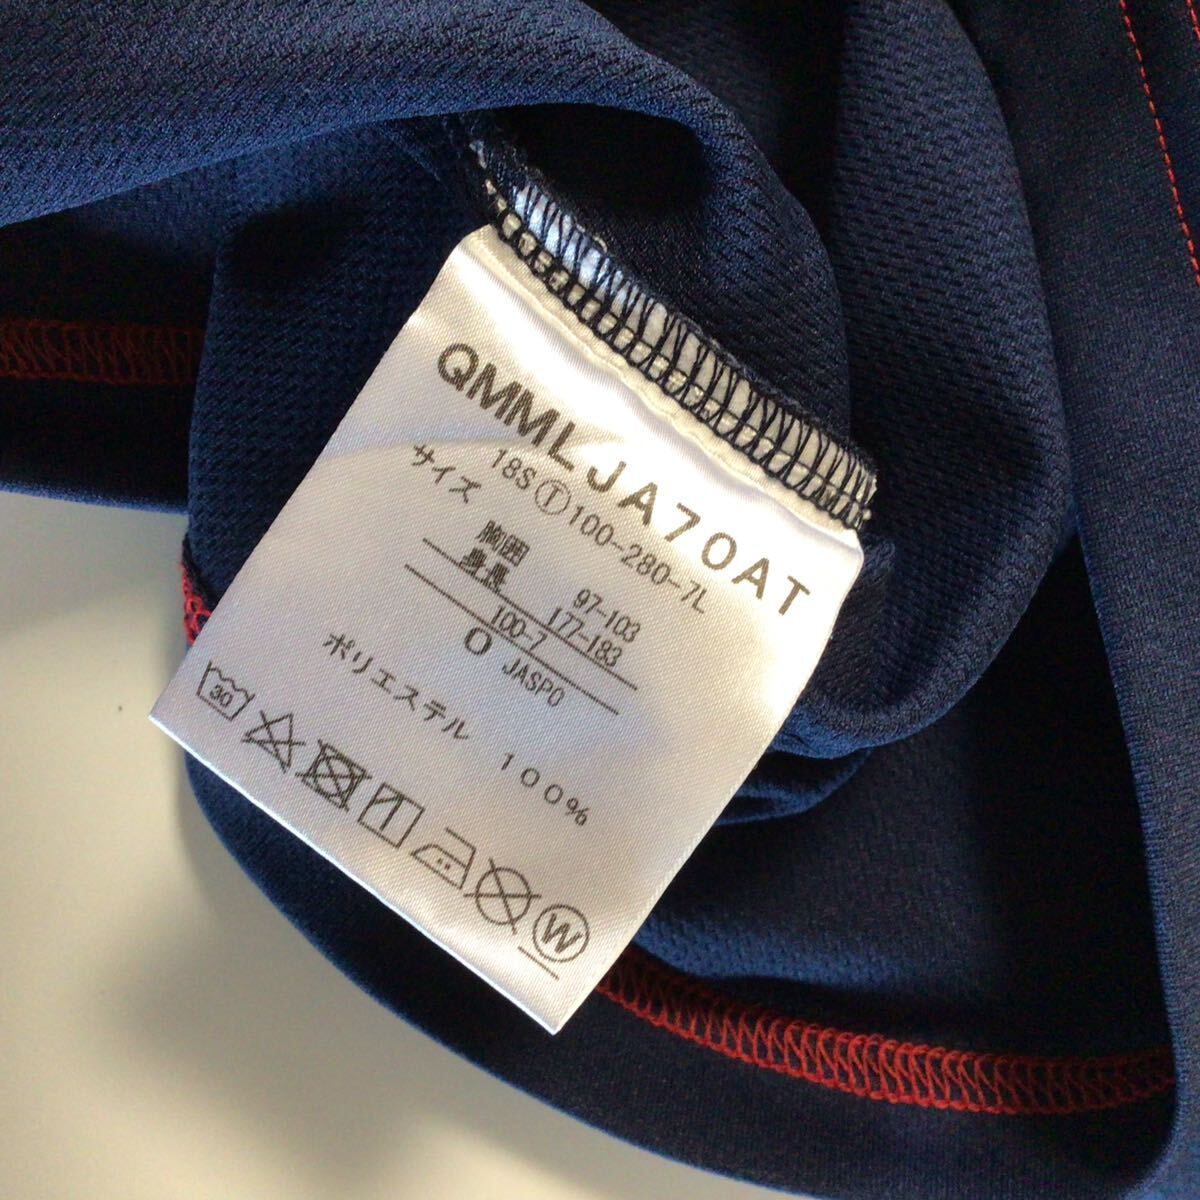 QMMLJA70AT
18S Ⓣ 100-280-7L
サイズ
胸囲 97-103
身長 177-183
100-7
O JASPO
ポリエステル 100%
30
W